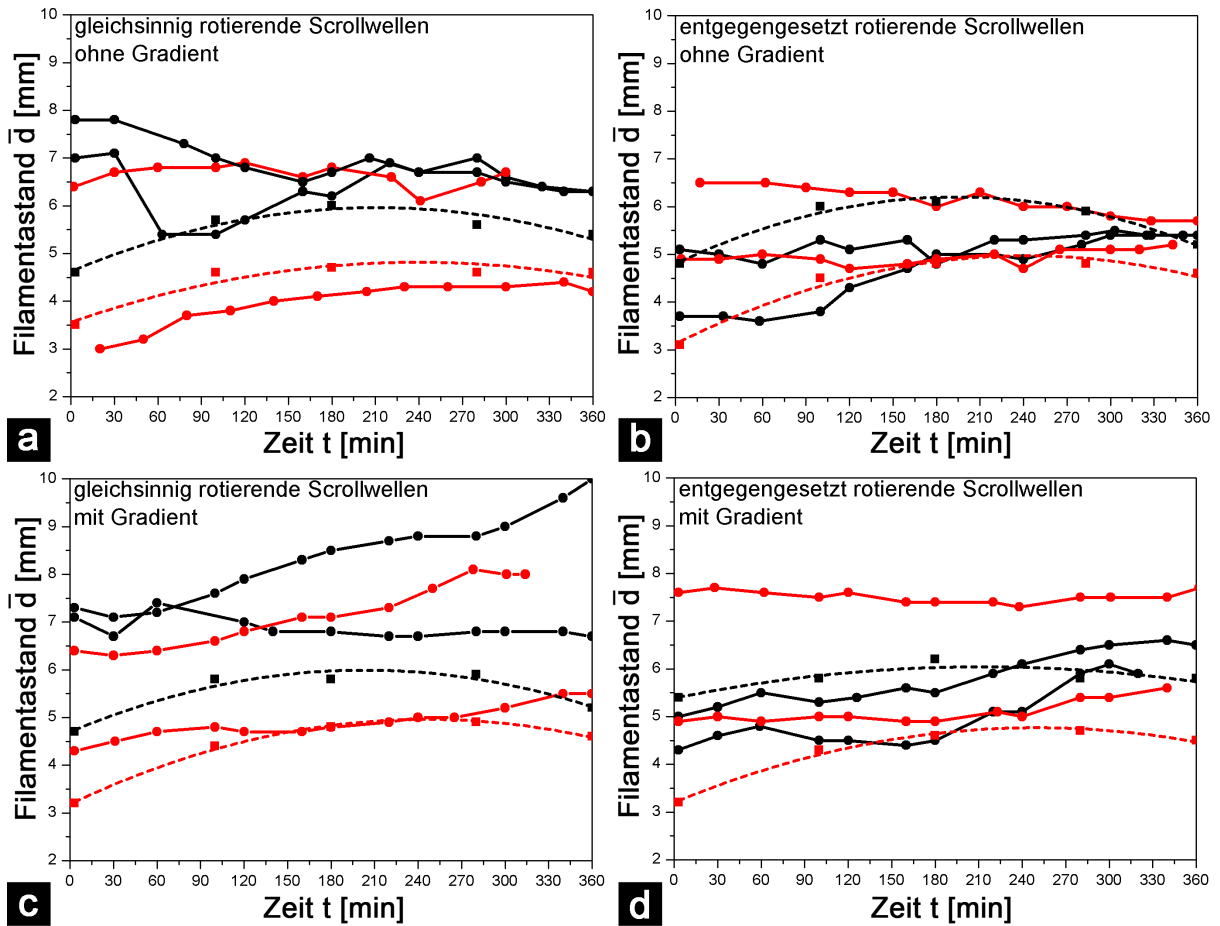 gleichsinnig rotierende Scrollwellen
ohne Gradient
Filamentastand d̄ [mm]
10
9
8
7
6
5
4
3
2
0 30 60 90 120 150 180 210 240 270 300 330 360
Zeit t [min]
a
entgegengesetzt rotierende Scrollwellen
ohne Gradient
Filamentastand d̄ [mm]
10
9
8
7
6
5
4
3
2
0 30 60 90 120 150 180 210 240 270 300 330 360
Zeit t [min]
b
gleichsinnig rotierende Scrollwellen
mit Gradient
Filamentastand d̄ [mm]
10
9
8
7
6
5
4
3
2
0 30 60 90 120 150 180 210 240 270 300 330 360
Zeit t [min]
c
entgegengesetzt rotierende Scrollwellen
mit Gradient
Filamentastand d̄ [mm]
10
9
8
7
6
5
4
3
2
0 30 60 90 120 150 180 210 240 270 300 330 360
Zeit t [min]
d